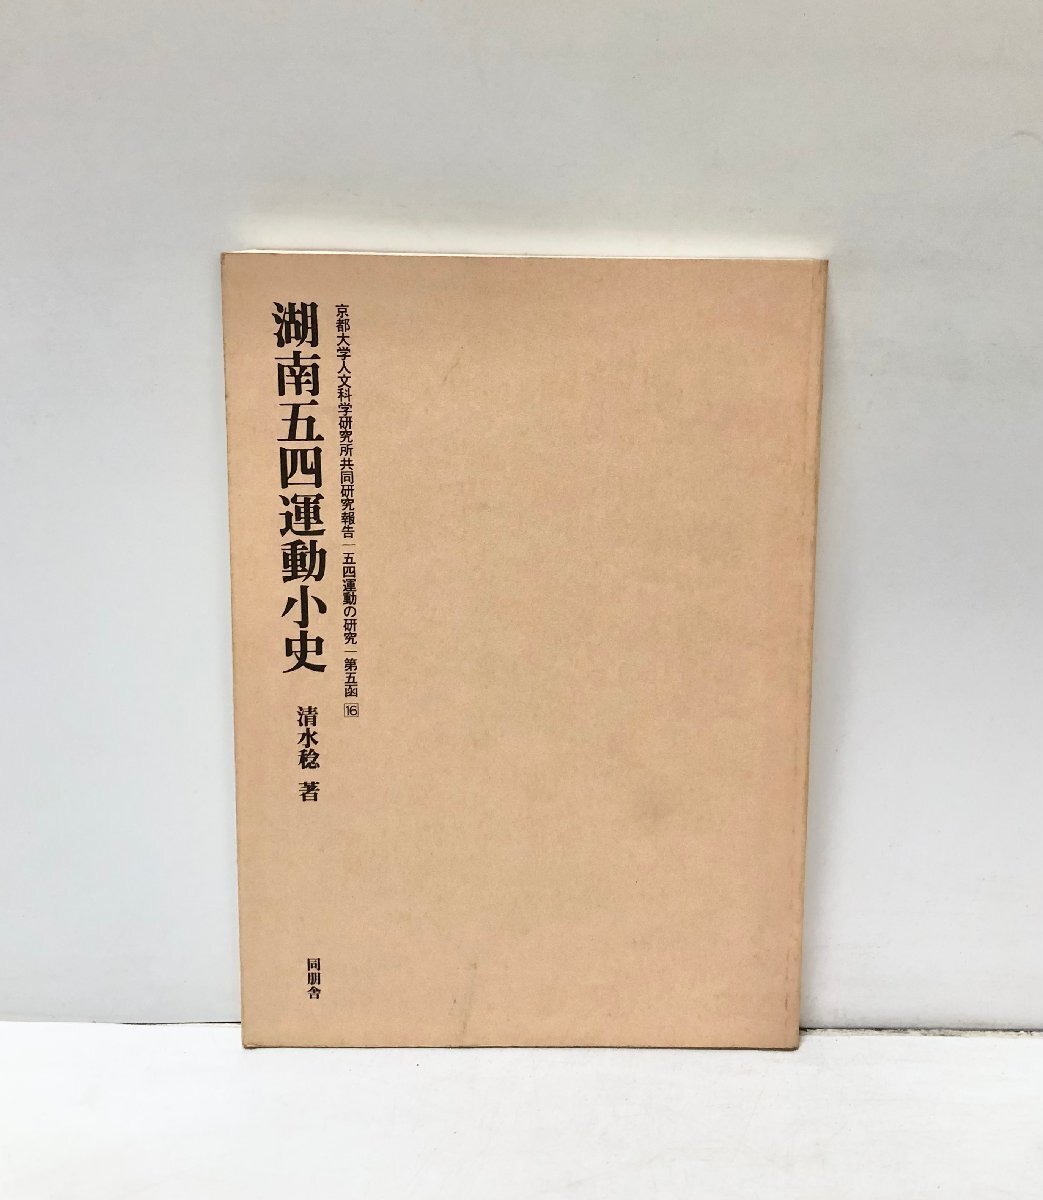 京都大学人文科学研究所共同研究報告｜五四運動の研究｜第五函 16
湖南五四運動小史
清水稔 著
同朋舎